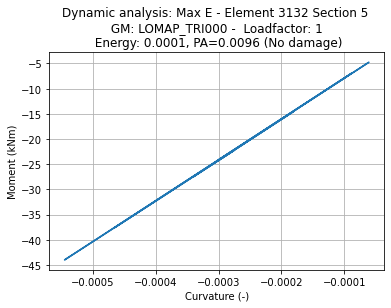 Dynamic analysis: Max E - Element 3132 Section 5
GM: LOMAP_TRI000 -  Loadfactor: 1
Energy: 0.0001, PA=0.0096 (No damage)
Moment (kNm)
−5
−10
−15
−20
−25
−30
−35
−40
−45
−0.0005 −0.0004 −0.0003 −0.0002 −0.0001
Curvature (-)